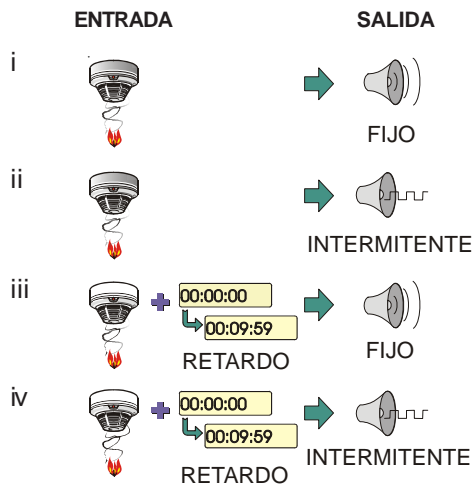 ENTRADA SALIDA
i
FIJO
ii
INTERMITENTE
iii
00:00:00
00:09:59
RETARDO
FIJO
iv
00:00:00
00:09:59
RETARDO
INTERMITENTE